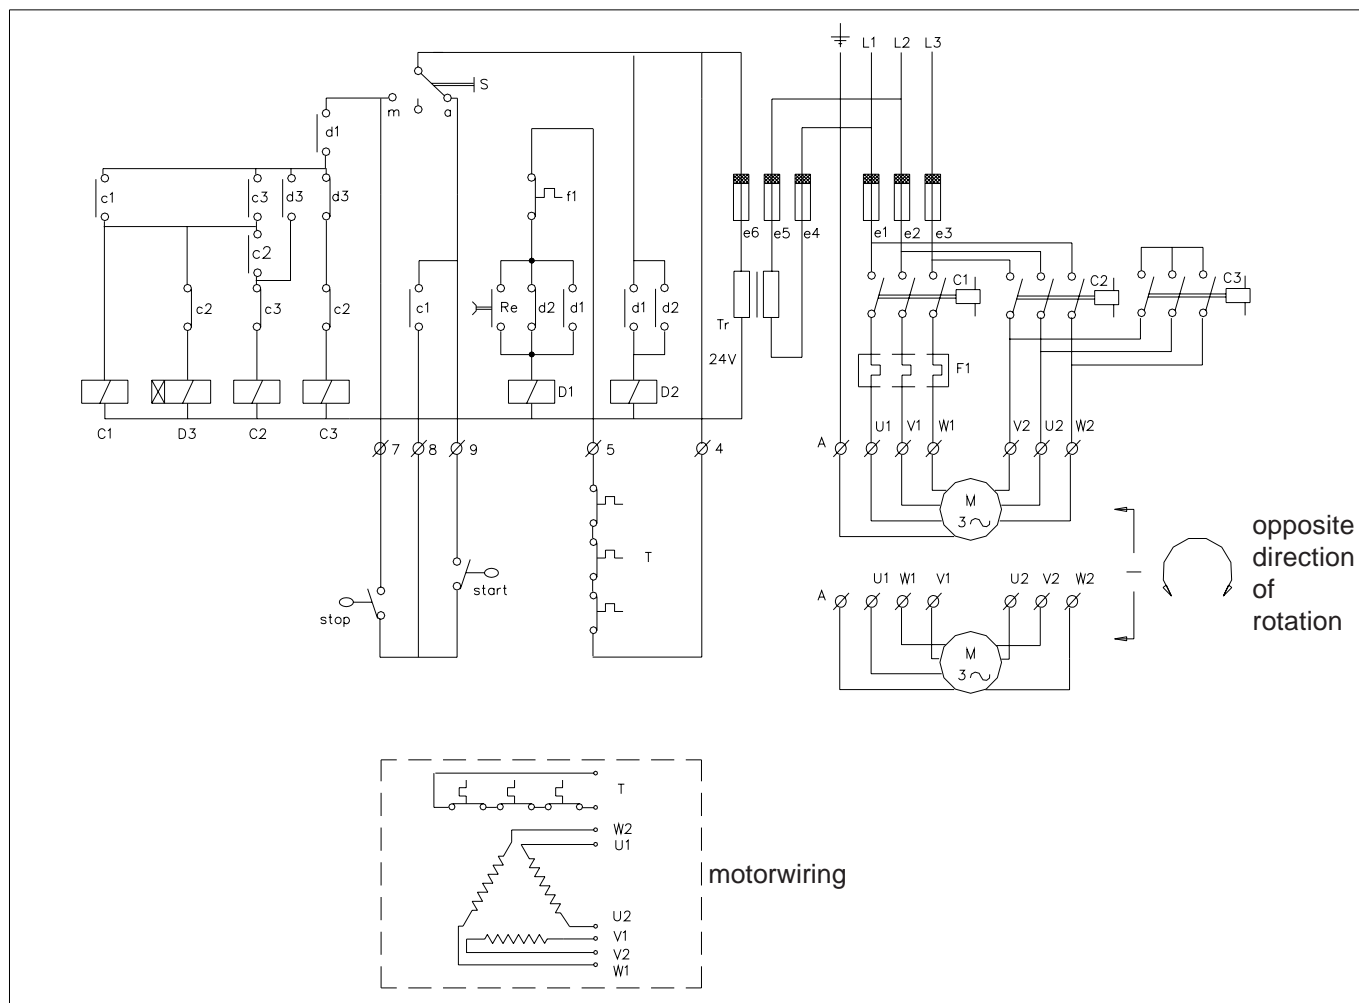 L1 L2 L3
S
m a
d1
c1 c3 d3 d3 f1
e6 e5 e4 e1 e2 e3
c2
C1 C2 C3
c2 c3 c2 c1 Re d2 d1 d1 d2
Tr
24V
F1
D1 D2
C1 D3 C2 C3
7 8 9 5 4
A U1 V1 W1 V2 U2 W2
M
3
T
start
stop
opposite
direction
of
rotation
A U1 W1 V1 U2 V2 W2
M
3
T
W2
U1
motorwiring
U2
V1
V2
W1